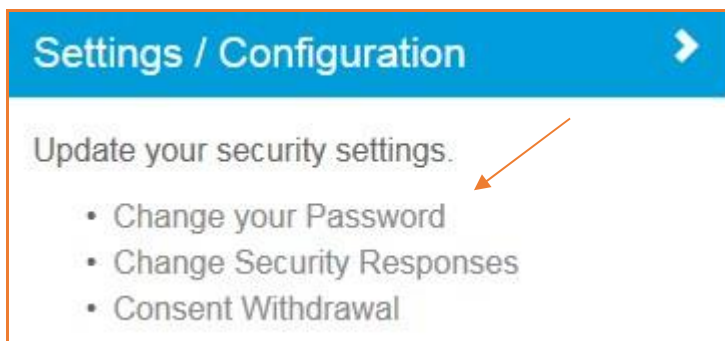 Settings / Configuration
Update your security settings.
• Change your Password
• Change Security Responses
• Consent Withdrawal